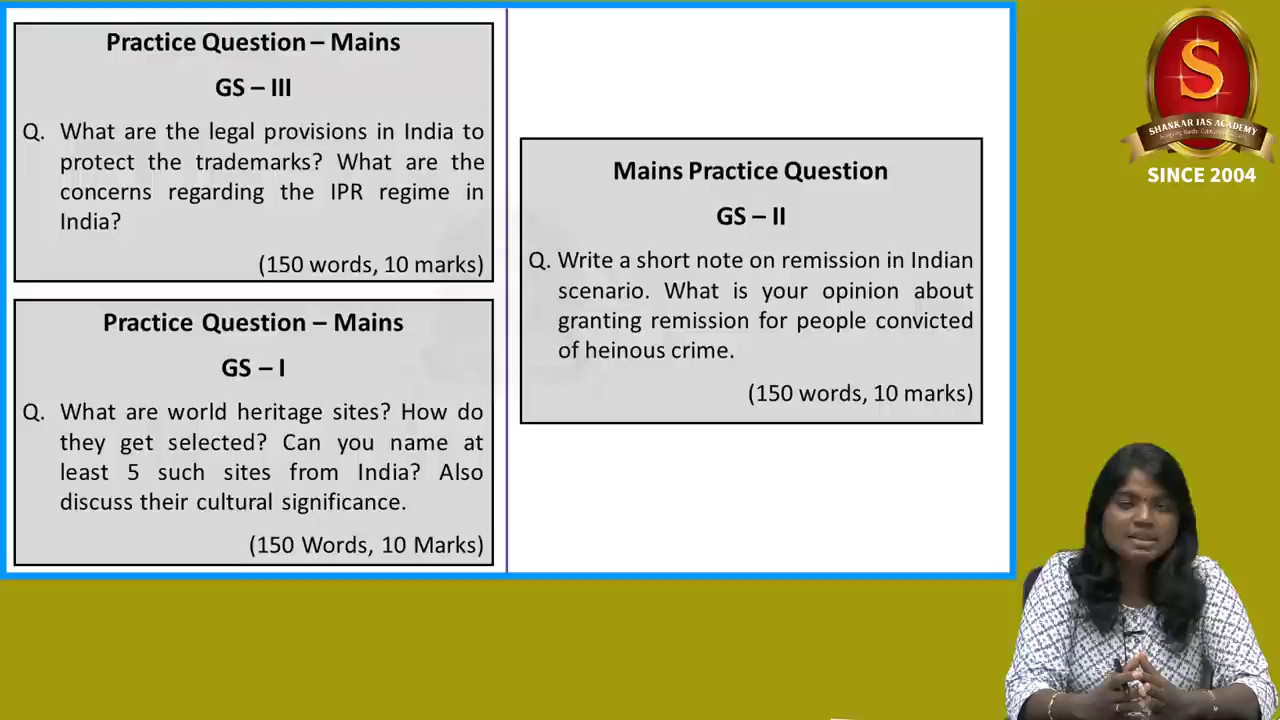 Practice Question – Mains
GS – III
Q. What are the legal provisions in India to
protect the trademarks? What are the
concerns regarding the IPR regime in
India?
(150 words, 10 marks)
Practice Question – Mains
GS – I
Q. What are world heritage sites? How do
they get selected? Can you name at
least 5 such sites from India? Also
discuss their cultural significance.
(150 Words, 10 Marks)
Mains Practice Question
GS – II
Q. Write a short note on remission in Indian
scenario. What is your opinion about
granting remission for people convicted
of heinous crime.
(150 words, 10 marks)
S
SHANKAR IAS ACADEMY
SINCE 2004